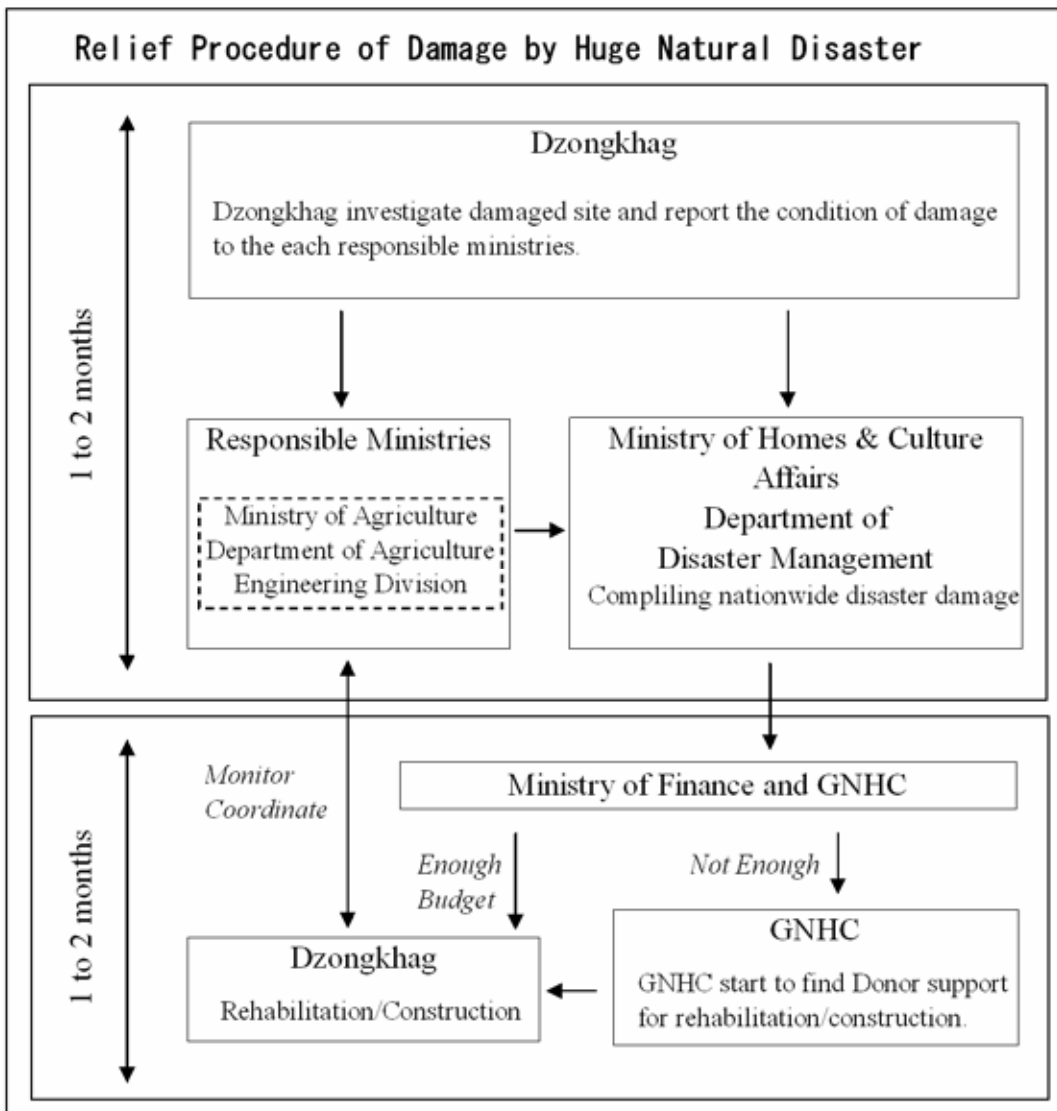 Relief Procedure of Damage by Huge Natural Disaster
1 to 2 months
Dzongkhag
Dzongkhag investigate damaged site and report the condition of damage
to the each responsible ministries.
Responsible Ministries
Ministry of Agriculture
Department of Agriculture
Engineering Division
Ministry of Homes & Culture
Affairs
Department of
Disaster Management
Compliling nationwide disaster damage
1 to 2 months
Monitor
Coordinate
Ministry of Finance and GNHC
Enough
Budget
Not Enough
Dzongkhag
Rehabilitation/Construction
GNHC
GNHC start to find Donor support
for rehabilitation/construction.